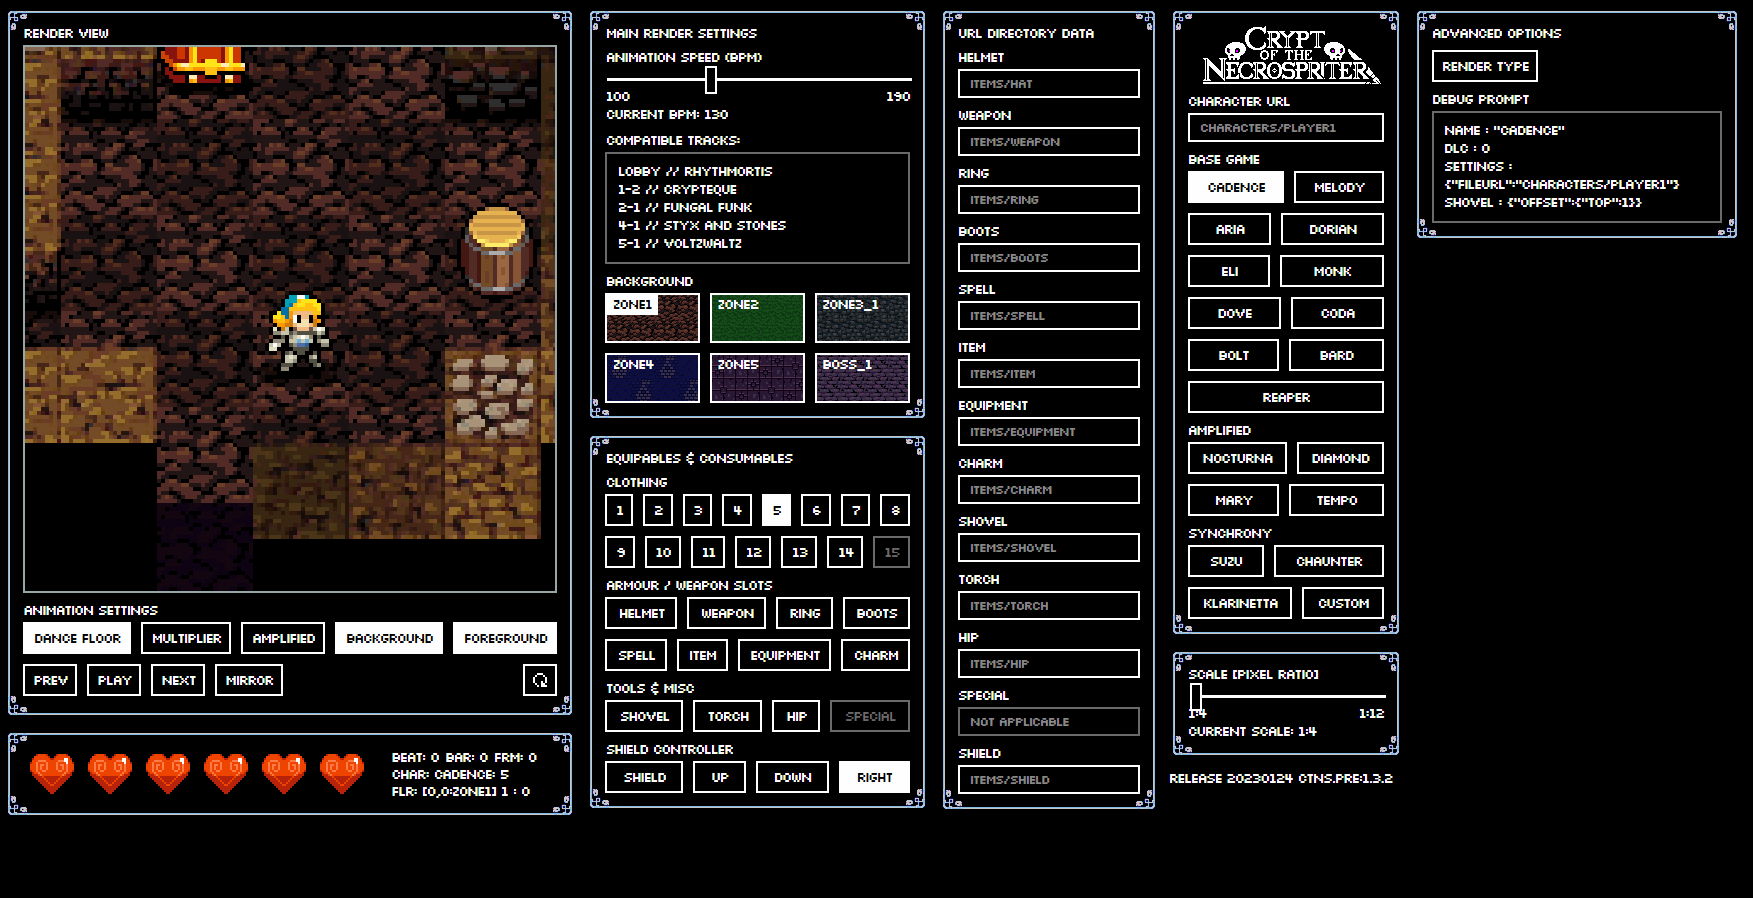 RENDER VIEW
ANIMATION SETTINGS
DANCE FLOOR MULTIPLIER AMPLIFIED BACKGROUND FOREGROUND
PREV PLAY NEXT MIRROR
BEAT: 0 BAR: 0 FRM: 0
CHAR: CADENCE: 5
FLR: [0,0:ZONE1] 1 : 0
MAIN RENDER SETTINGS
ANIMATION SPEED (BPM)
100 190
CURRENT BPM: 130
COMPATIBLE TRACKS:
LOBBY // RHYTHMORTIS
1-2 // CRYPTEQUE
2-1 // FUNGAL FUNK
4-1 // STYX AND STONES
5-1 // VOLTZWALTZ
BACKGROUND
ZONE1 ZONE2 ZONE3_1
ZONE4 ZONE5 BOSS_1
EQUIPABLES & CONSUMABLES
CLOTHING
1 2 3 4 5 6 7 8
9 10 11 12 13 14 15
ARMOUR / WEAPON SLOTS
HELMET WEAPON RING BOOTS
SPELL ITEM EQUIPMENT CHARM
TOOLS & MISC
SHOVEL TORCH HIP SPECIAL
SHIELD CONTROLLER
SHIELD UP DOWN RIGHT
URL DIRECTORY DATA
HELMET
ITEMS/HAT
WEAPON
ITEMS/WEAPON
RING
ITEMS/RING
BOOTS
ITEMS/BOOTS
SPELL
ITEMS/SPELL
ITEM
ITEMS/ITEM
EQUIPMENT
ITEMS/EQUIPMENT
CHARM
ITEMS/CHARM
SHOVEL
ITEMS/SHOVEL
TORCH
ITEMS/TORCH
HIP
ITEMS/HIP
SPECIAL
NOT APPLICABLE
SHIELD
ITEMS/SHIELD
CRYPT
OF THE
NECROSPRITER
CHARACTER URL
CHARACTERS/PLAYER1
BASE GAME
CADENCE MELODY
ARIA DORIAN
ELI MONK
DOVE CODA
BOLT BARD
REAPER
AMPLIFIED
NOCTURNA DIAMOND
MARY TEMPO
SYNCHRONY
SUZU CHAUNTER
KLARINETTA CUSTOM
SCALE [PIXEL RATIO]
1:4 1:12
CURRENT SCALE: 1:4
RELEASE 20230124 CTNS.PRE:1.3.2
ADVANCED OPTIONS
RENDER TYPE
DEBUG PROMPT
NAME : "CADENCE"
DLC : 0
SETTINGS :
{"FILEURL":"CHARACTERS/PLAYER1"}
SHOVEL : {"OFFSET":{"TOP":1}}